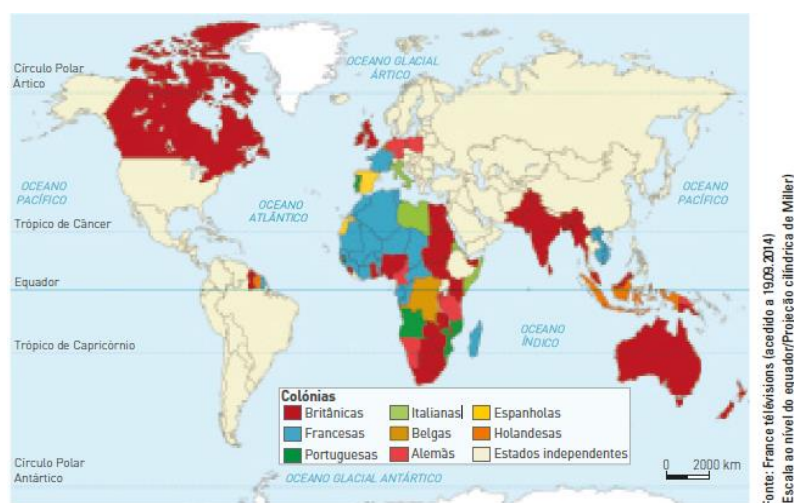 OCEANO GLACIAL
ÁRTICO
Círculo Polar
Ártico
OCEANO
PACÍFICO
OCEANO
ATLÂNTICO
OCEANO
PACÍFICO
Trópico de Câncer
Equador
OCEANO
ÍNDICO
Trópico de Capricórnio
Colónias
Britânicas
Italianas
Espanholas
Francesas
Belgas
Holandesas
Portuguesas
Alemãs
Estados independentes
Círculo Polar
Antártico
OCEANO GLACIAL ANTÁRTICO
0 2000 km
Fonte: France télévisions (acedido a 19.09.2014)
Escala ao nível do equador/Projeção cilíndrica de Miller)